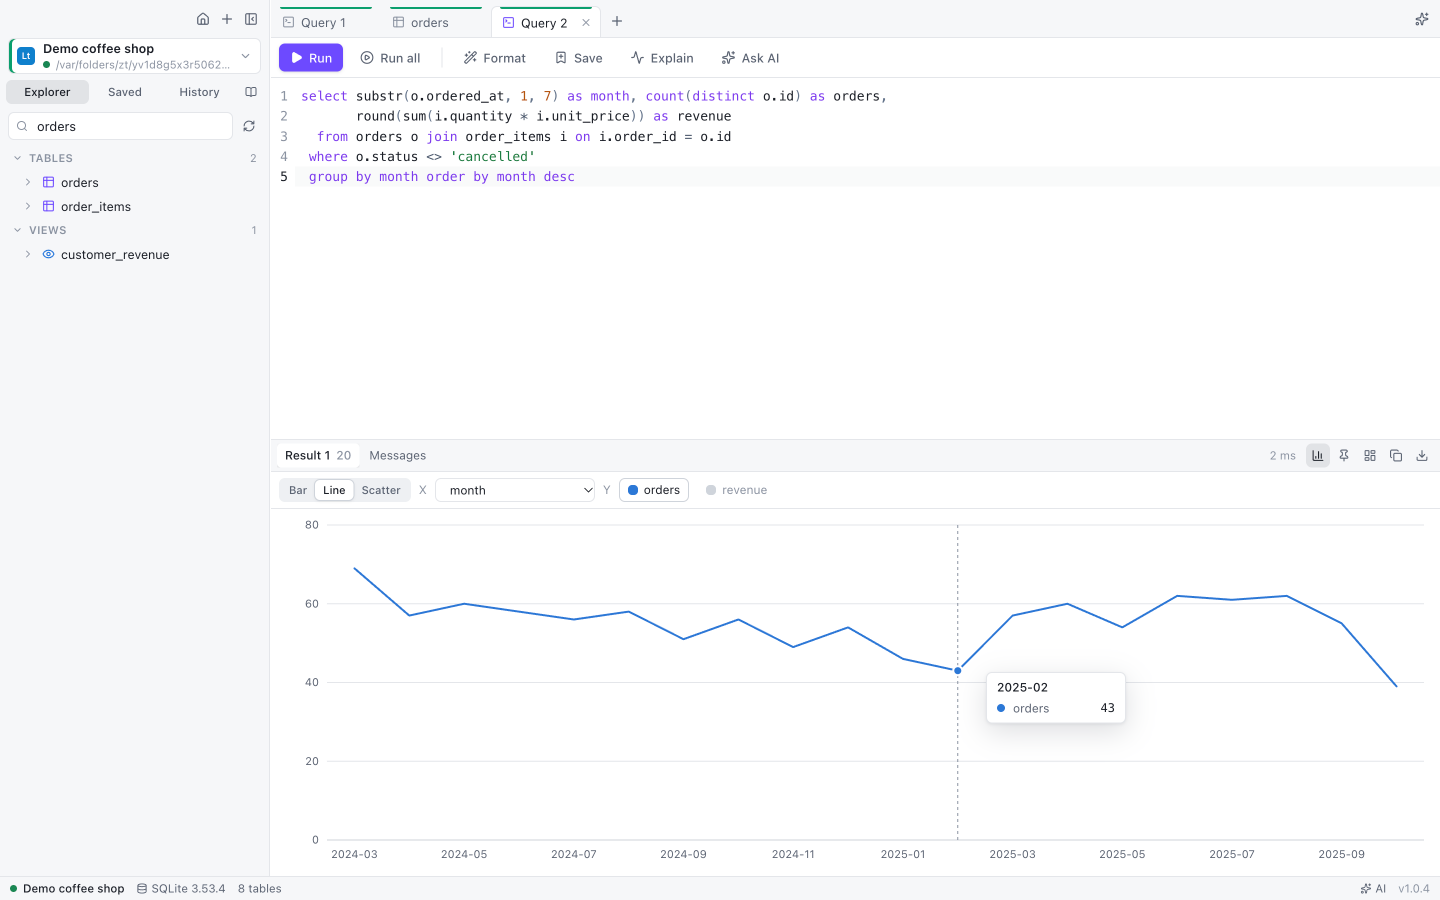 Lt
Demo coffee shop
/var/folders/zt/yv1d8g5x3r5062...
Explorer
Saved
History
orders
TABLES
2
orders
order_items
VIEWS
1
customer_revenue
Query 1
orders
Query 2
Run
Run all
Format
Save
Explain
Ask AI
1 select substr(o.ordered_at, 1, 7) as month, count(distinct o.id) as orders,
2 round(sum(i.quantity * i.unit_price)) as revenue
3 from orders o join order_items i on i.order_id = o.id
4 where o.status <> 'cancelled'
5 group by month order by month desc
Result 1 20
Messages
2 ms
Bar
Line
Scatter
X
month
Y
orders
revenue
80
60
40
20
0
2025-02
orders 43
2024-03
2024-05
2024-07
2024-09
2024-11
2025-01
2025-03
2025-05
2025-07
2025-09
Demo coffee shop
SQLite 3.53.4
8 tables
AI
v1.0.4